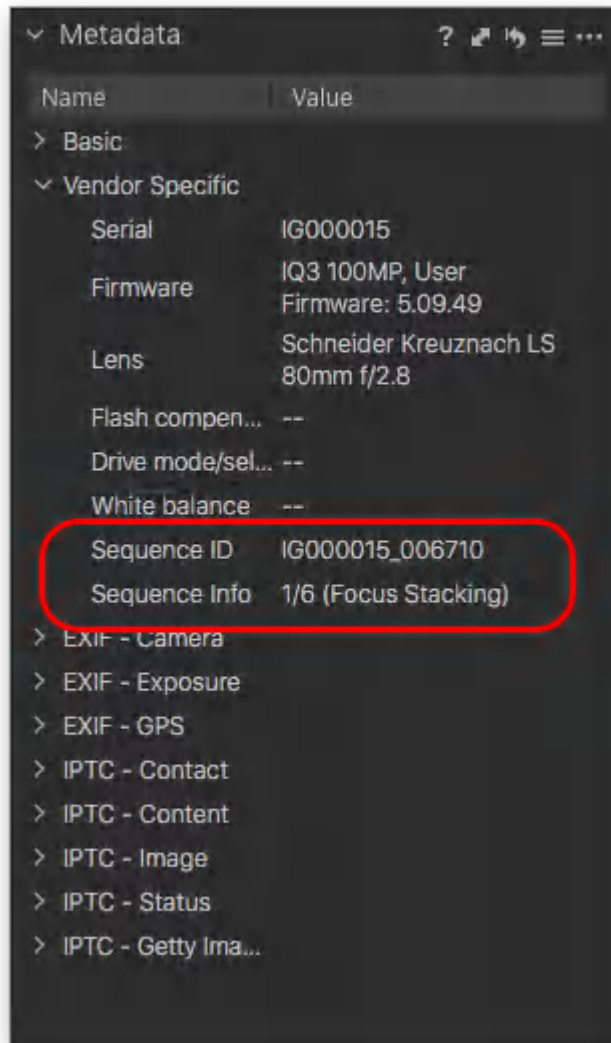 Metadata ?
Name Value
Basic
Vendor Specific
Serial IG000015
Firmware IQ3 100MP, User
Firmware: 5.09.49
Lens Schneider Kreuznach LS
80mm f/2.8
Flash compen... --
Drive mode/sel... --
White balance --
Sequence ID IG000015_006710
Sequence Info 1/6 (Focus Stacking)
EXIF - Camera
EXIF - Exposure
EXIF - GPS
IPTC - Contact
IPTC - Content
IPTC - Image
IPTC - Status
IPTC - Getty Ima...